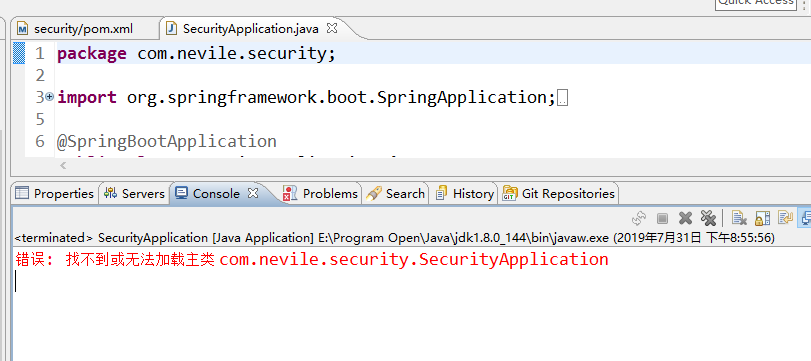 Quick Access
security/pom.xml
SecurityApplication.java
1 package com.nevile.security;
2
3 import org.springframework.boot.SpringApplication;
5
6 @SpringBootApplication
Properties Servers Console Problems Search History Git Repositories
<terminated> SecurityApplication [Java Application] E:\Program Open\Java\jdk1.8.0_144\bin\javaw.exe (2019年7月31日 下午8:55:56)
错误: 找不到或无法加载主类 com.nevile.security.SecurityApplication